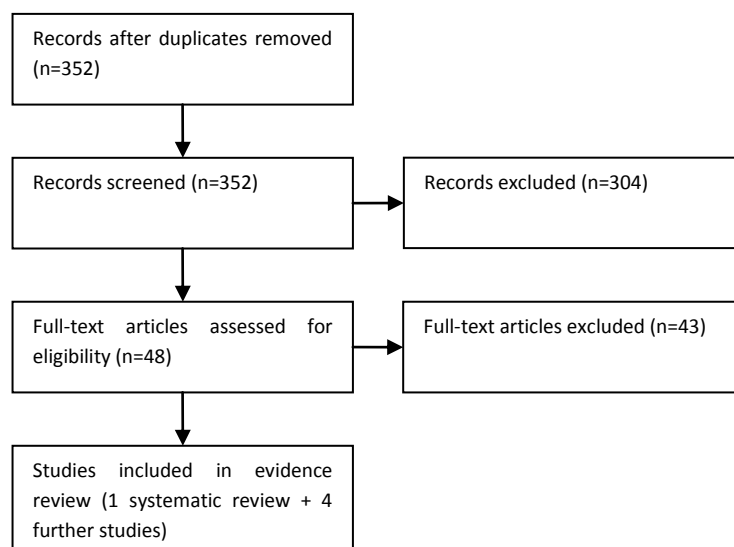 Records after duplicates removed
(n=352)
Records screened (n=352)
Records excluded (n=304)
Full-text articles assessed for
eligibility (n=48)
Full-text articles excluded (n=43)
Studies included in evidence
review (1 systematic review + 4
further studies)